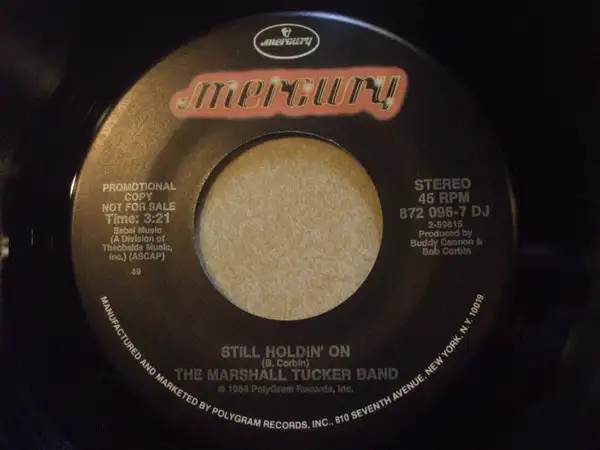 mercury
mercury
PROMOTIONAL
COPY
NOT FOR SALE
Time: 3:21
Sabal Music
(A Division of
Theobalds Music,
Inc.) (ASCAP)
49
STEREO
45 RPM
872 096-7 DJ
2-59815
Produced by
Buddy Cannon &
Bob Corbin
STILL HOLDIN' ON
(B. Corbin)
THE MARSHALL TUCKER BAND
© 1988 PolyGram Records, Inc.
MANUFACTURED AND MARKETED BY POLYGRAM RECORDS, INC., 810 SEVENTH AVENUE, NEW YORK, N.Y. 10019